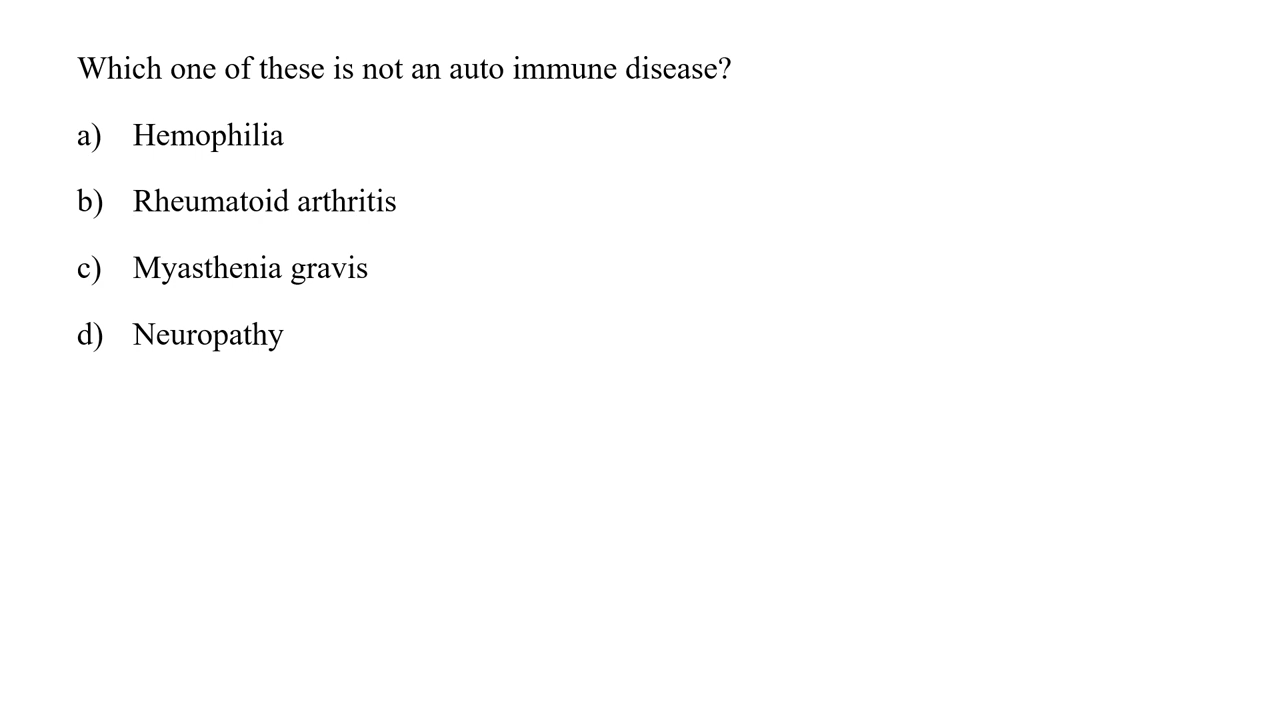 Which one of these is not an auto immune disease?
a) Hemophilia
b) Rheumatoid arthritis
c) Myasthenia gravis
d) Neuropathy